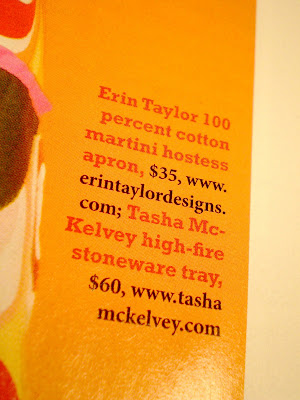 Erin Taylor 100
percent cotton
martini hostess
apron, $35, www.
erintaylordesigns.
com; Tasha Mc-
Kelvey high-fire
stoneware tray,
$60, www.tasha
mckelvey.com